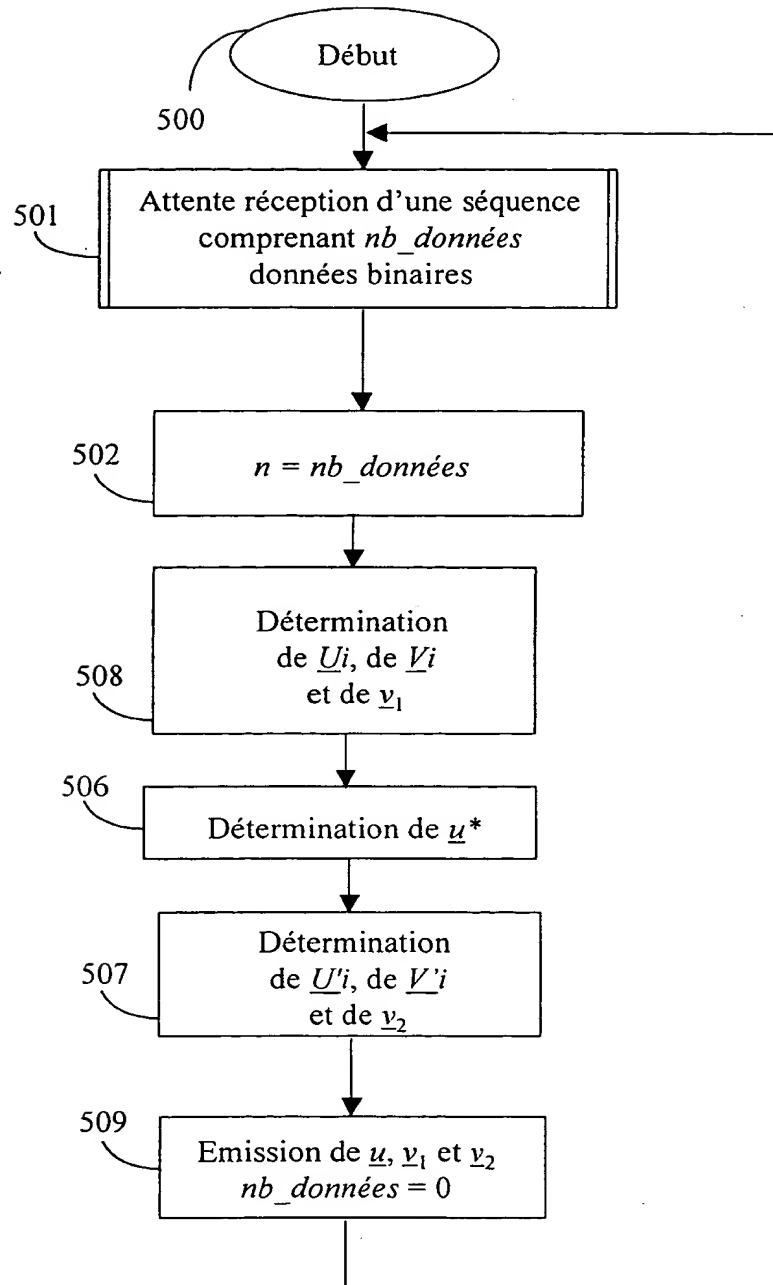 Début
500
501
Attente réception d'une séquence
comprenant nb_données
données binaires
502
n = nb_données
508
Détermination
de Ui, de Vi
et de v₁
506
Détermination de u*
507
Détermination
de U'i, de V'i
et de v₂
509
Emission de u, v₁ et v₂
nb_données = 0